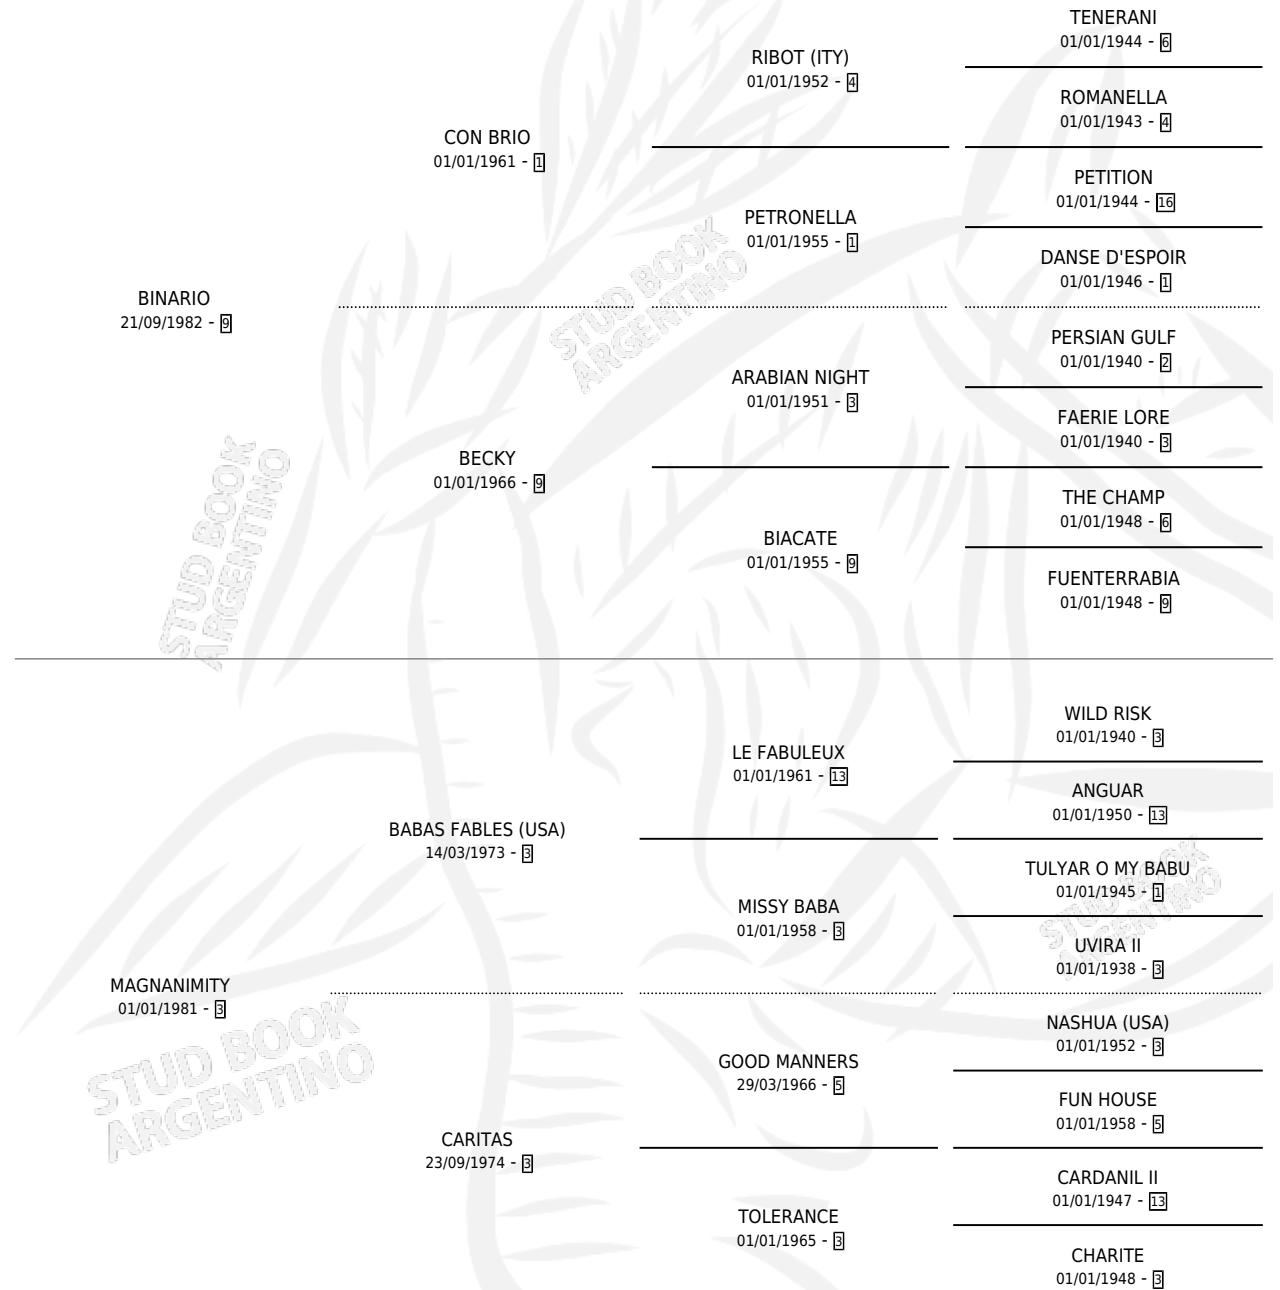 TENERANI
01/01/1944 - 6
RIBOT (ITY)
01/01/1952 - 4
ROMANELLA
01/01/1943 - 4
CON BRIO
01/01/1961 - 1
PETITION
01/01/1944 - 16
PETRONELLA
01/01/1955 - 1
DANSE D'ESPOIR
01/01/1946 - 1
BINARIO
21/09/1982 - 9
STUD BOOK
ARGENTINO
PERSIAN GULF
01/01/1940 - 2
ARABIAN NIGHT
01/01/1951 - 3
FAERIE LORE
01/01/1940 - 3
BECKY
01/01/1966 - 9
THE CHAMP
01/01/1948 - 6
BIACATE
01/01/1955 - 9
FUENTERRABIA
01/01/1948 - 9
STUD BOOK
ARGENTINO
WILD RISK
01/01/1940 - 3
LE FABULEUX
01/01/1961 - 13
ANGUAR
01/01/1950 - 13
BABAS FABLES (USA)
14/03/1973 - 3
TULYAR O MY BABU
01/01/1945 - 1
MISSY BABA
01/01/1958 - 3
UVIRA II
01/01/1938 - 3
STUD BOOK
ARGENTINO
MAGNANIMITY
01/01/1981 - 3
NASHUA (USA)
01/01/1952 - 3
GOOD MANNERS
29/03/1966 - 5
FUN HOUSE
01/01/1958 - 5
STUD BOOK
ARGENTINO
CARITAS
23/09/1974 - 3
CARDANIL II
01/01/1947 - 13
TOLERANCE
01/01/1965 - 3
CHARITE
01/01/1948 - 3